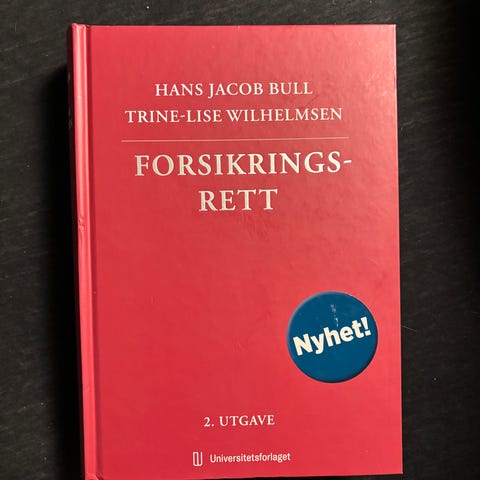 HANS JACOB BULL
TRINE-LISE WILHELMSEN
FORSIKRINGS-
RETT
Nyhet!
2. UTGAVE
Universitetsforlaget